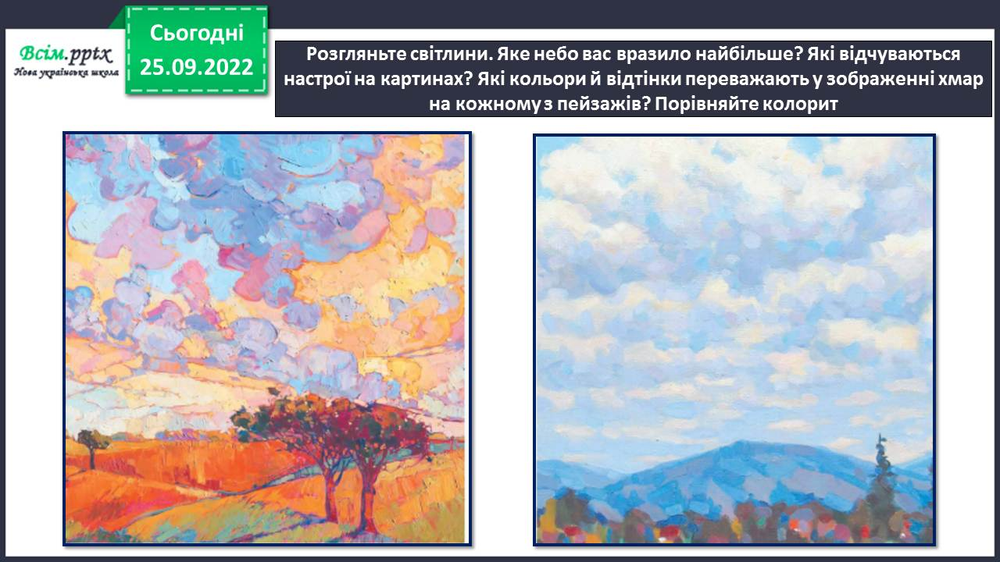 Всім.pptx
Нова українська школа
Сьогодні
25.09.2022
Розгляньте світлини. Яке небо вас вразило найбільше? Які відчуваються
настрої на картинах? Які кольори й відтінки переважають у зображенні хмар
на кожному з пейзажів? Порівняйте колорит